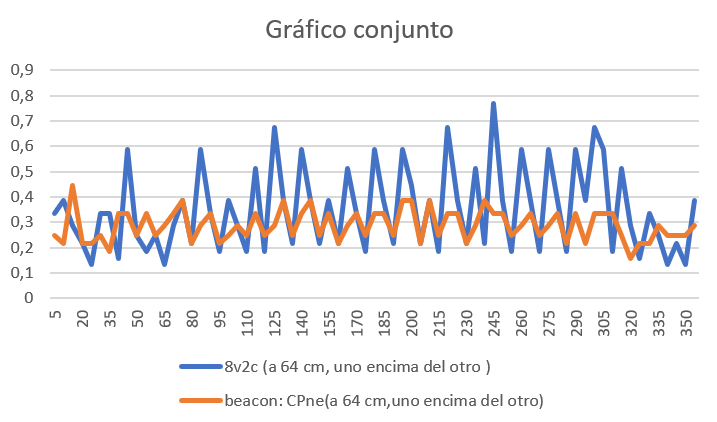 Gráfico conjunto
0,9
0,8
0,7
0,6
0,5
0,4
0,3
0,2
0,1
0
5 20 35 50 65 80 95 110 125 140 155 170 185 200 215 230 245 260 275 290 305 320 335 350
8v2c (a 64 cm, uno encima del otro )
beacon: CPne(a 64 cm,uno encima del otro)